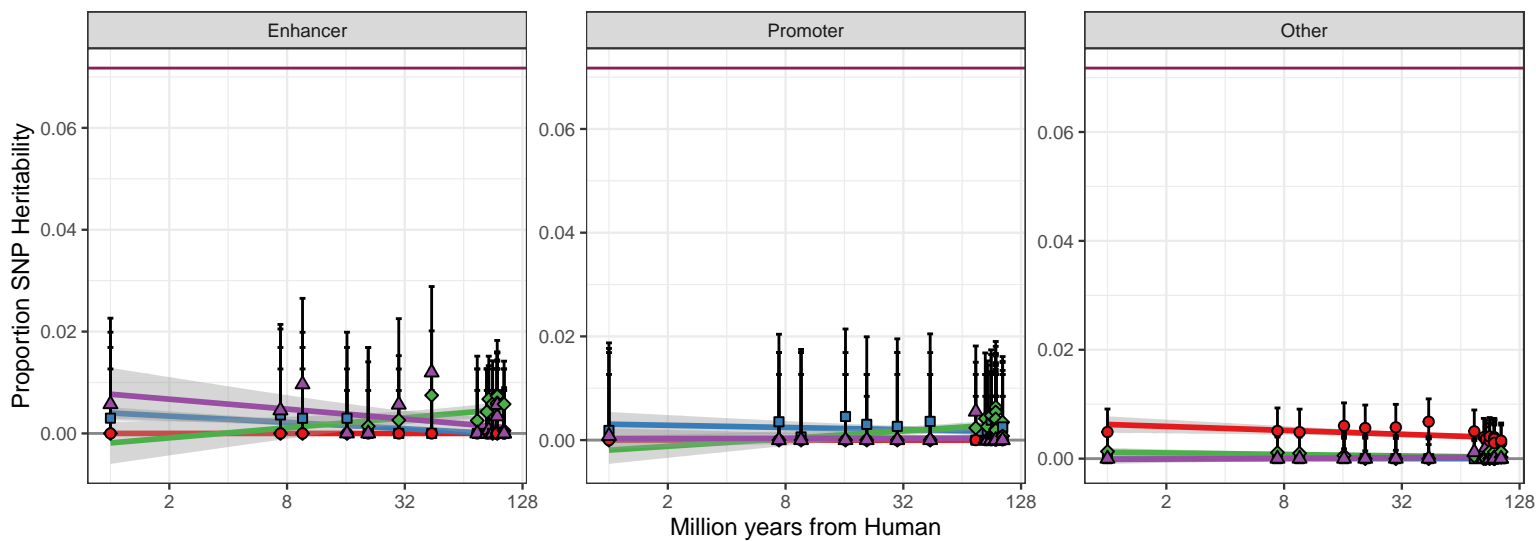 Enhancer
Promoter
Other
Proportion SNP Heritability
0.06
0.04
0.02
0.00
0.06
0.04
0.02
0.00
0.06
0.04
0.02
0.00
2 8 32 128
2 8 32 128
2 8 32 128
Million years from Human